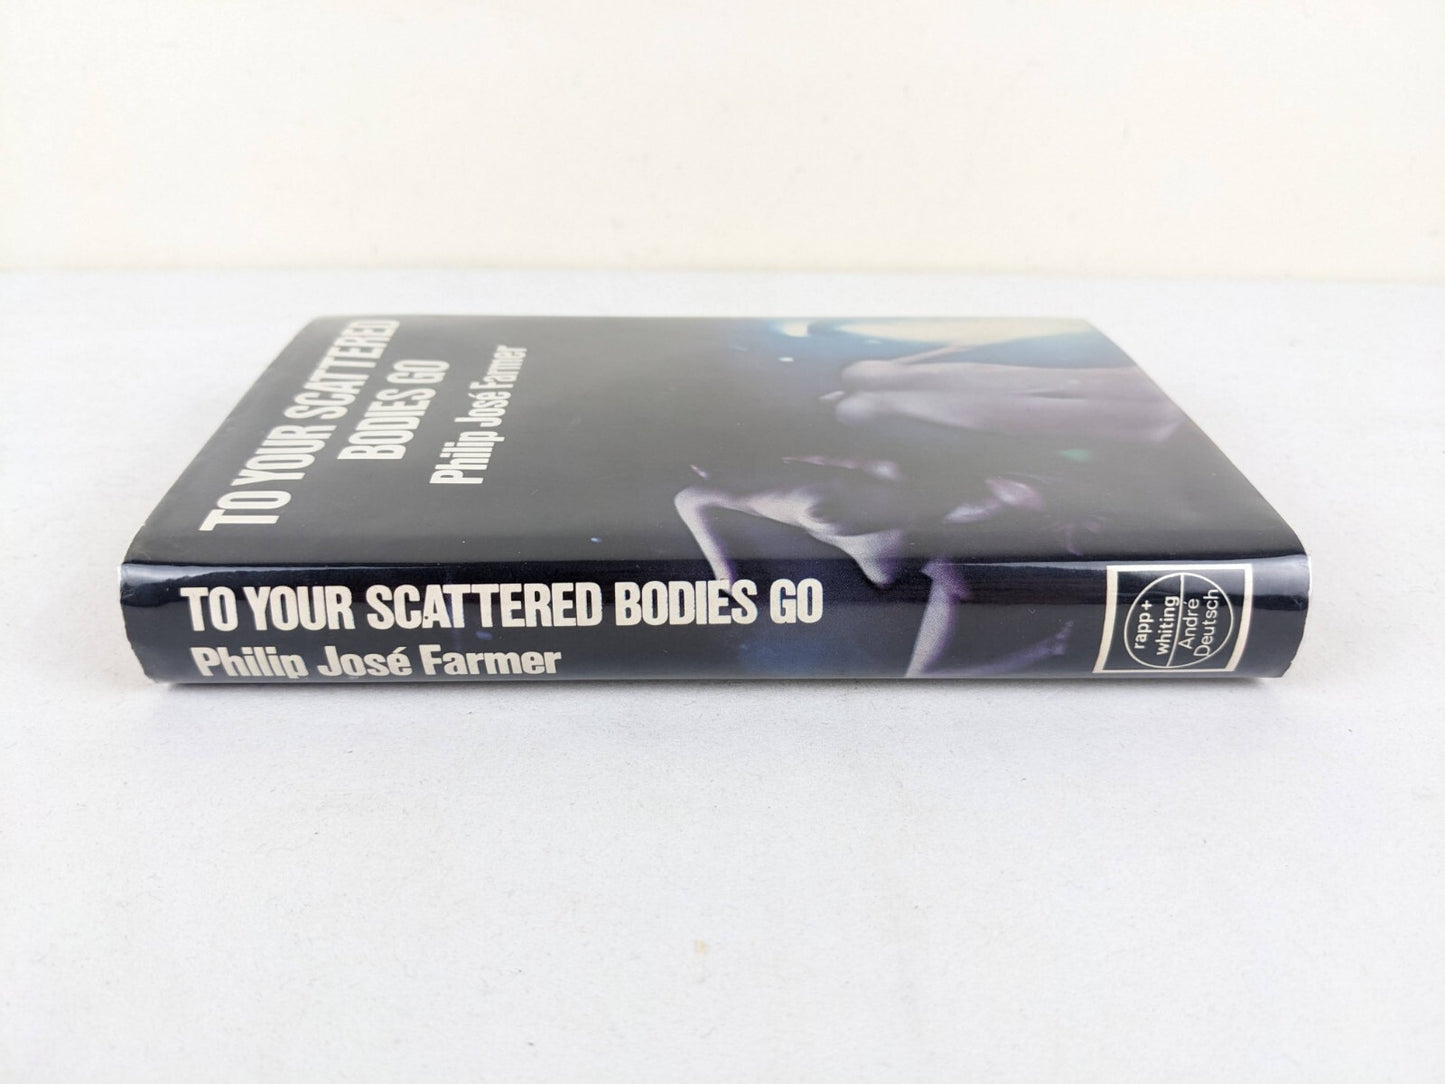 TO YOUR SCATTERED
BODIES GO
Philip José Farmer
TO YOUR SCATTERED BODIES GO
Philip José Farmer
rapp+
whiting
André
Deutsch